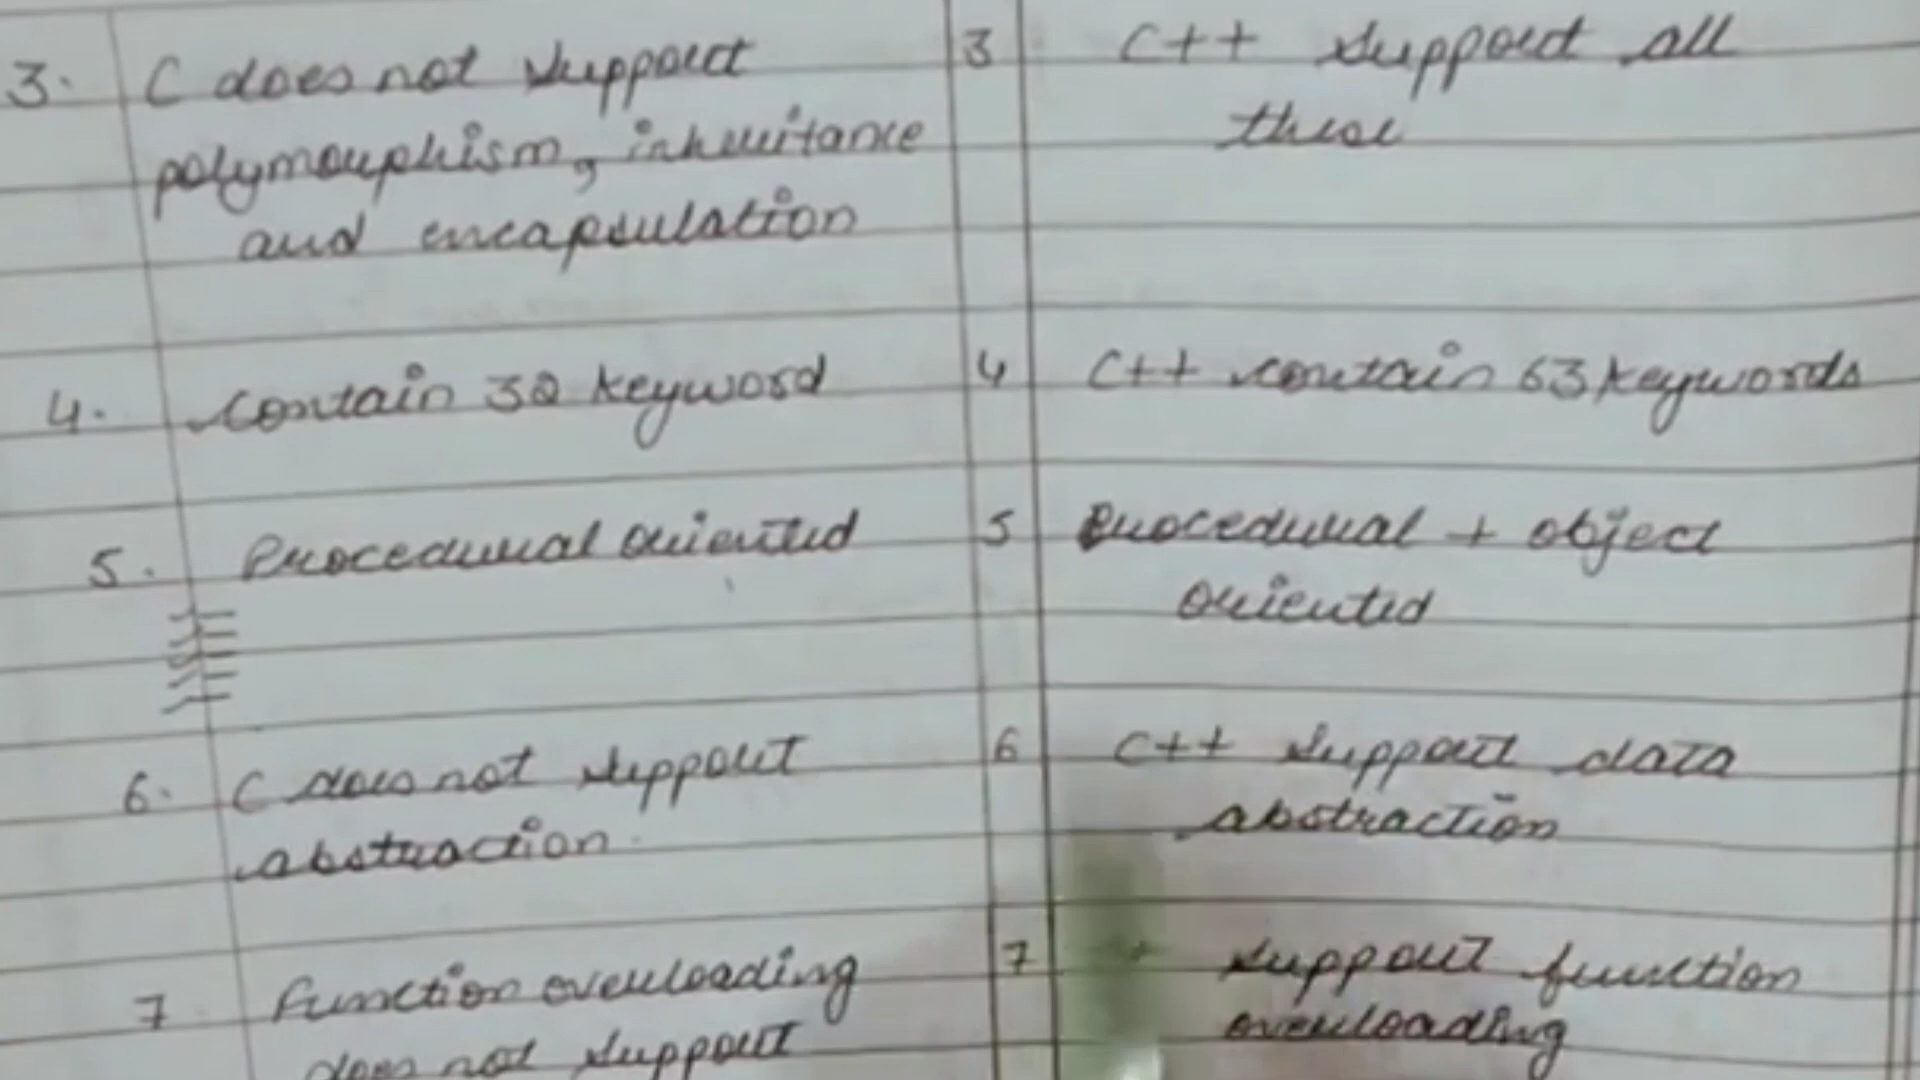 3. C does not support
polymorphism, inheritance
and encapsulation
3 C++ support all
these
4. contain 32 keyword
4 C++ contain 63 keywords
5. Procedural oriented
5 Procedural + object
oriented
6. C does not support
abstraction.
6 C++ support data
abstraction
7 function overloading
does not support
7 support function
overloading